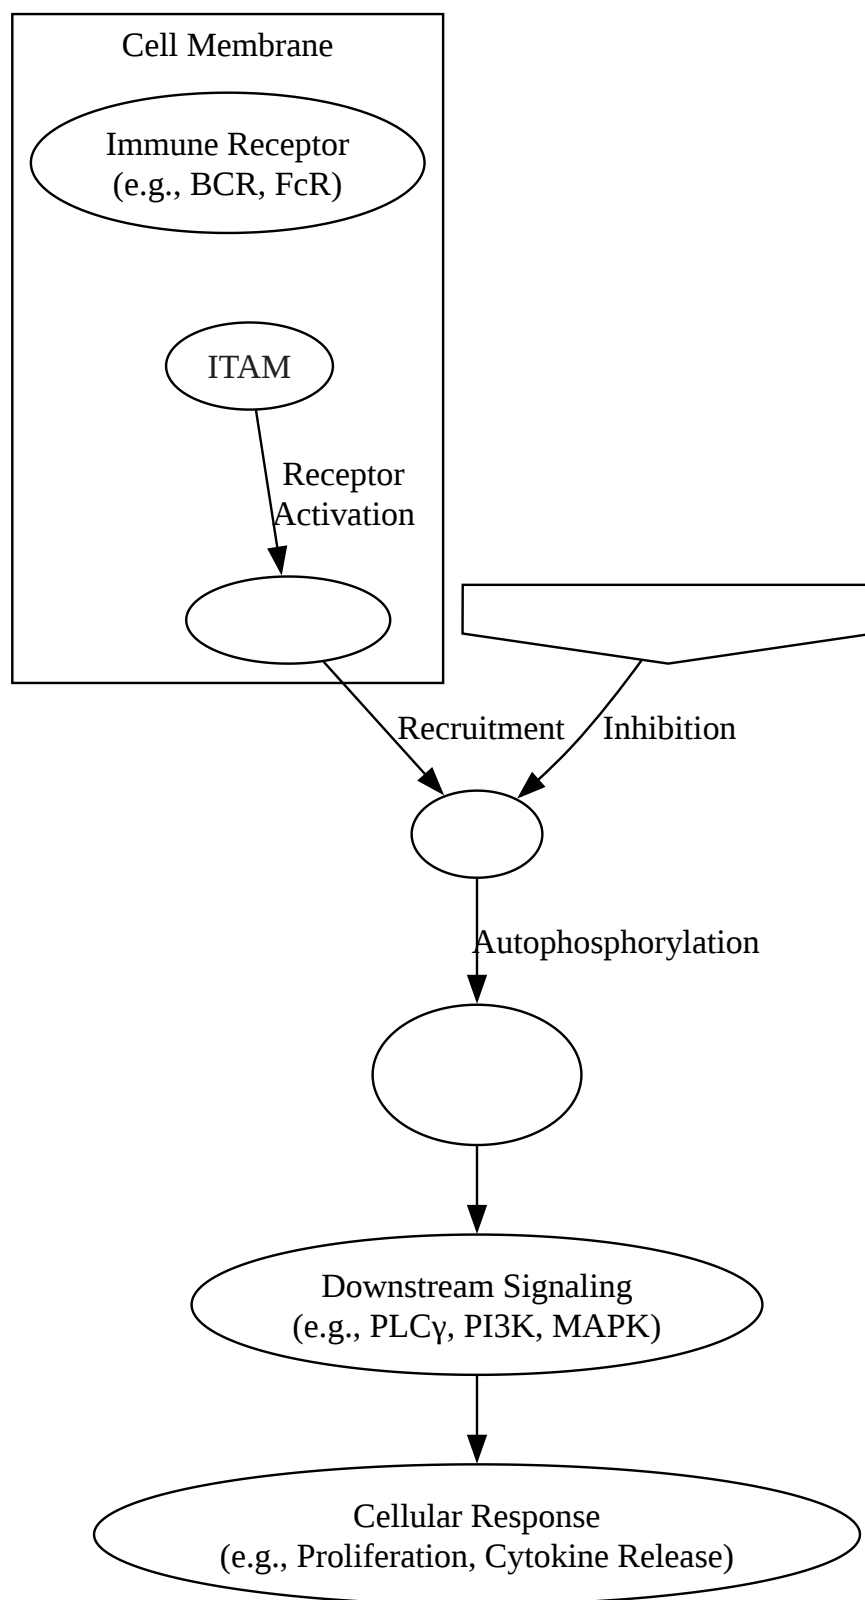 Cell Membrane
Immune Receptor
(e.g., BCR, FcR)
ITAM
Receptor
Activation
Recruitment
Inhibition
Autophosphorylation
Downstream Signaling
(e.g., PLCγ, PI3K, MAPK)
Cellular Response
(e.g., Proliferation, Cytokine Release)